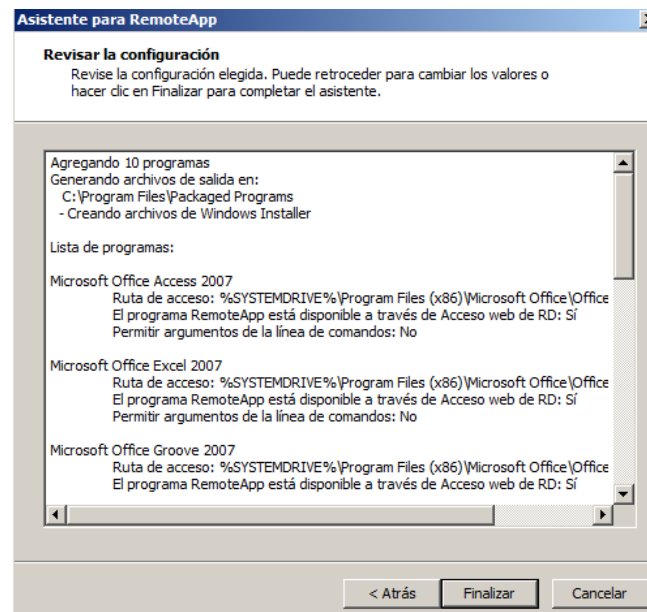 Asistente para RemoteApp
Revisar la configuración
Revise la configuración elegida. Puede retroceder para cambiar los valores o
hacer clic en Finalizar para completar el asistente.
Agregando 10 programas
Generando archivos de salida en:
C:\Program Files\Packaged Programs
- Creando archivos de Windows Installer
Lista de programas:
Microsoft Office Access 2007
Ruta de acceso: %SYSTEMDRIVE%\Program Files (x86)\Microsoft Office\Office
El programa RemoteApp está disponible a través de Acceso web de RD: Sí
Permitir argumentos de la línea de comandos: No
Microsoft Office Excel 2007
Ruta de acceso: %SYSTEMDRIVE%\Program Files (x86)\Microsoft Office\Office
El programa RemoteApp está disponible a través de Acceso web de RD: Sí
Permitir argumentos de la línea de comandos: No
Microsoft Office Groove 2007
Ruta de acceso: %SYSTEMDRIVE%\Program Files (x86)\Microsoft Office\Office
El programa RemoteApp está disponible a través de Acceso web de RD: Sí
< Atrás
Finalizar
Cancelar